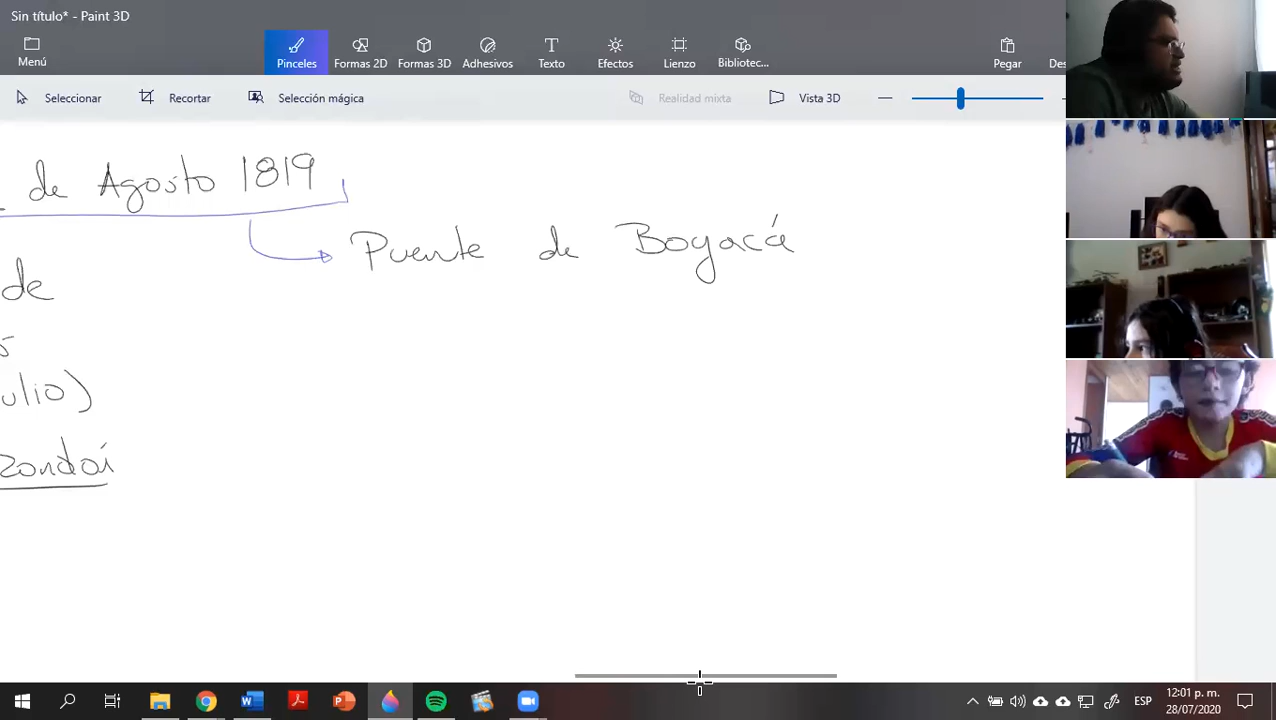 Sin título* - Paint 3D
Menú
Pinceles
Formas 2D
Formas 3D
Adhesivos
Texto
Efectos
Lienzo
Bibliotec...
Pegar
Des
Seleccionar
Recortar
Selección mágica
Realidad mixta
Vista 3D
de Agosto 1819
Puente de Boyacá
de
s
ulio)
zondai
ESP
12:01 p. m.
28/07/2020